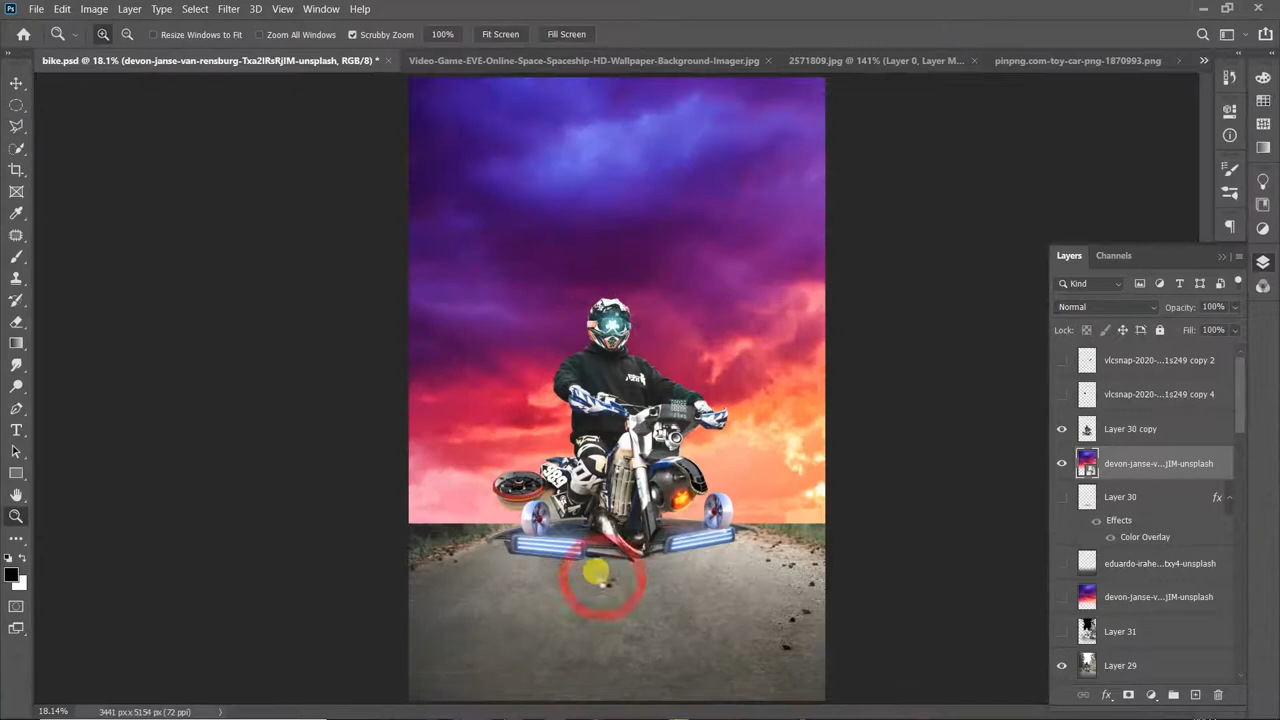 Ps File Edit Image Layer Type Select Filter 3D View Window Help
Resize Windows to Fit Zoom All Windows Scrubby Zoom 100% Fit Screen Fill Screen
bike.psd @ 18.1% (devon-janse-van-rensburg-Txa2IRsRjIM-unsplash, RGB/8) * Video-Game-EVE-Online-Space-Spaceship-HD-Wallpaper-Background-Imager.jpg 2571809.jpg @ 141% (Layer 0, Layer M... pinpng.com-toy-car-png-1870993.png
Layers Channels
Kind
Normal Opacity: 100%
Lock: Fill: 100%
vlcsnap-2020-...1s249 copy 2
vlcsnap-2020-...1s249 copy 4
Layer 30 copy
devon-janse-v...jIM-unsplash
Layer 30 fx
Effects
Color Overlay
eduardo-irahe...txy4-unsplash
devon-janse-v...jIM-unsplash
Layer 31
Layer 29
389
18.14% 3441 px x 5154 px (72 ppi)